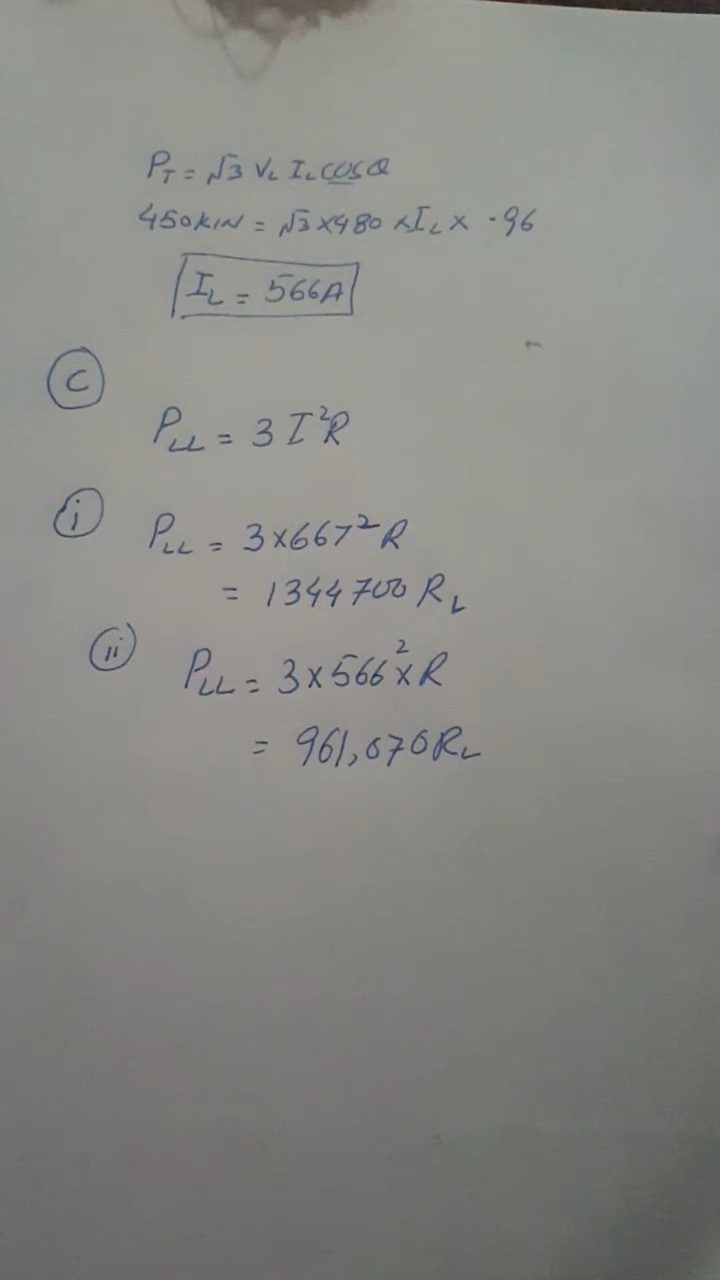 P_T = √3 V_L I_L cosθ
450KW = √3 × 480 × I_L × .96
I_L = 566A
(C)
P_LL = 3 I²R
(i) P_LL = 3×667² R
= 1344700 R_L
(ii) P_LL = 3×566² × R
= 961,070 R_L